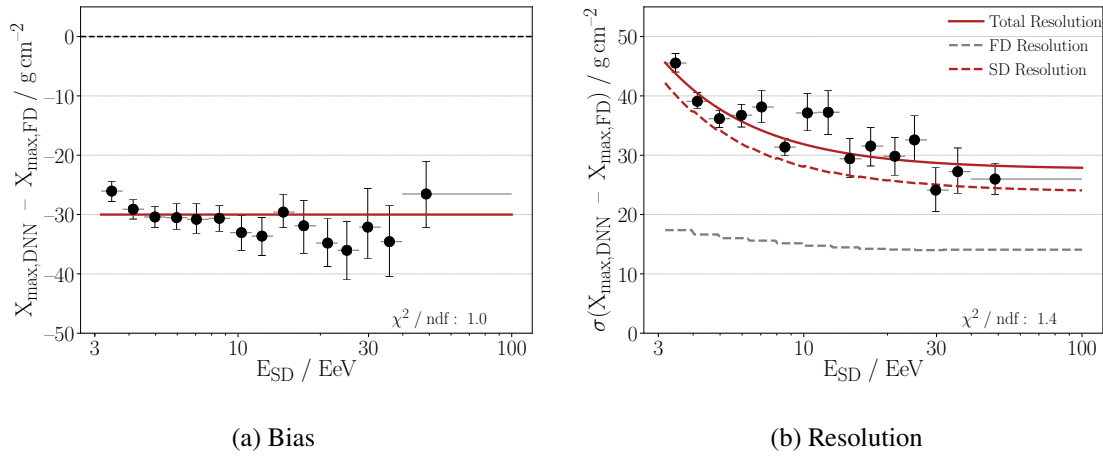 X_max,DNN − X_max,FD / g cm⁻²
0
−10
−20
−30
−40
−50
χ² / ndf : 1.0
3
10
30
100
E_SD / EeV
(a) Bias
σ(X_max,DNN − X_max,FD) / g cm⁻²
50
40
30
20
10
0
Total Resolution
FD Resolution
SD Resolution
χ² / ndf : 1.4
3
10
30
100
E_SD / EeV
(b) Resolution